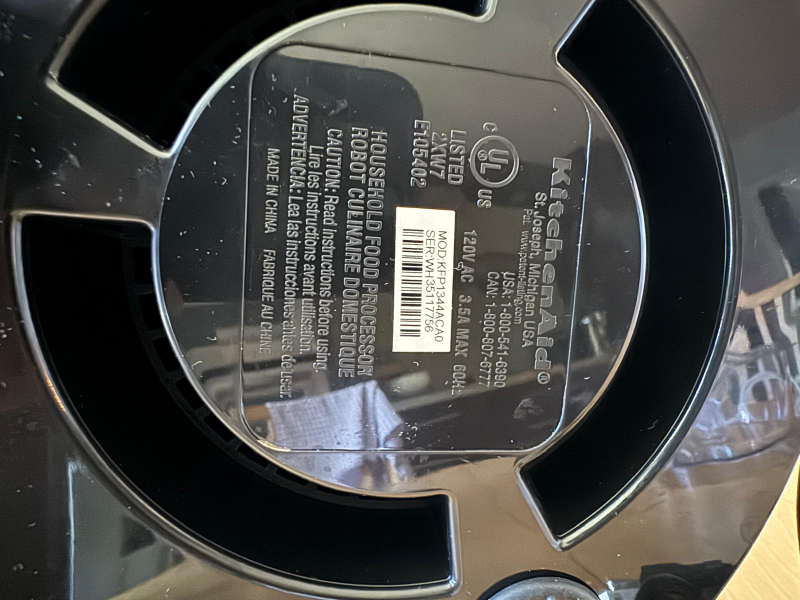 KitchenAid®
St. Joseph, Michigan USA
USA: 1-800-541-6390
CAN: 1-800-807-6777
C UL ® US
LISTED
2XW7
E105402
120V AC 3.5A MAX 60Hz
MOD:KFP1344ACA0
SER:WH35117756
HOUSEHOLD FOOD PROCESSOR
ROBOT CULINAIRE DOMESTIQUE
CAUTION: Read instructions before using.
Lire les instructions avant utilisation.
ADVERTENCIA: Lea las instrucciones antes de usar.
MADE IN CHINA FABRIQUE AU CHINE